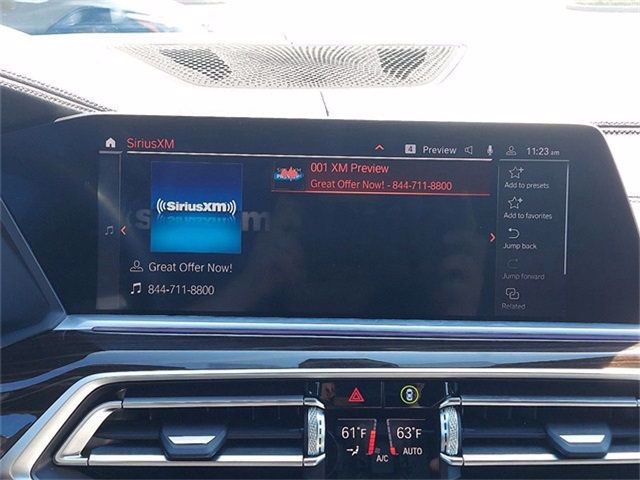 SiriusXM
4 Preview 11:23 am
001 XM Preview
Great Offer Now! - 844-711-8800
(((SiriusXM)))
Great Offer Now!
844-711-8800
Add to presets
Add to favorites
Jump back
Jump forward
Related
61°F 63°F
A/C AUTO